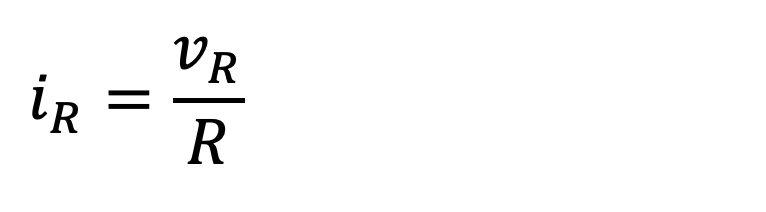 i_R = v_R / R